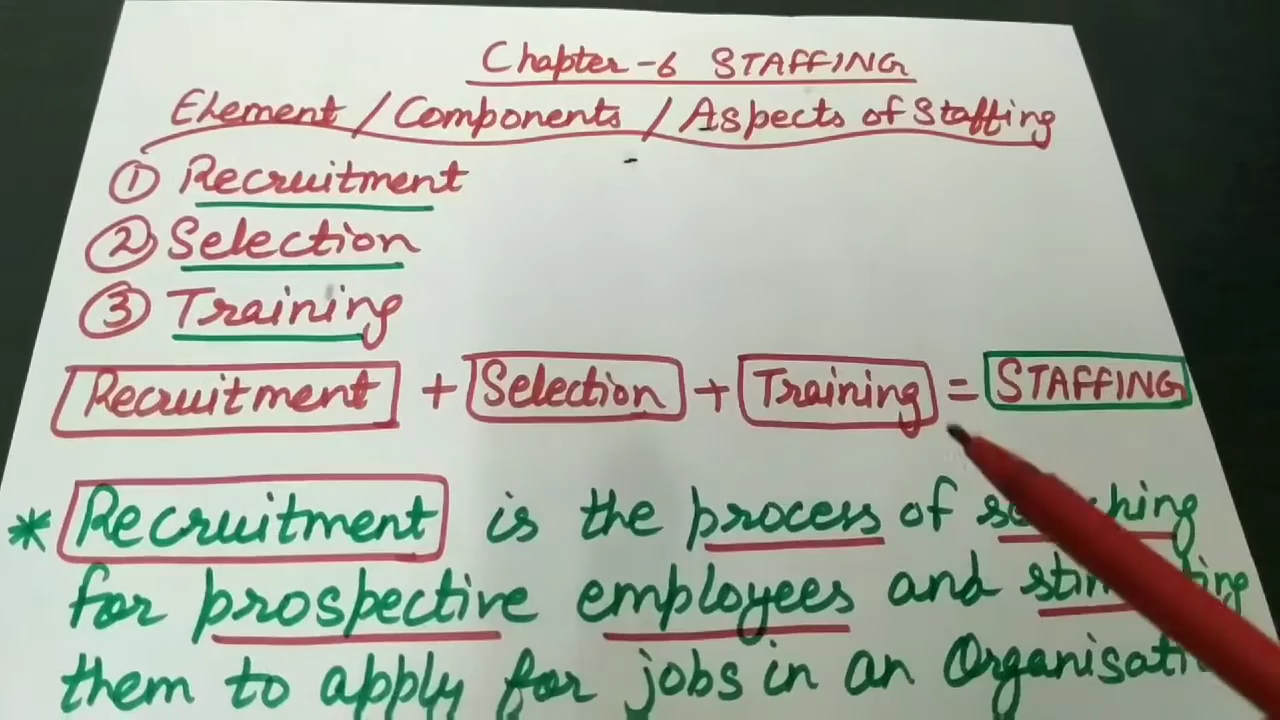 Chapter-6 STAFFING
Element / Components / Aspects of Staffing
① Recruitment
② Selection
③ Training
Recruitment + Selection + Training = STAFFING
* Recruitment is the process of
for prospective employees and
them to apply for jobs in an